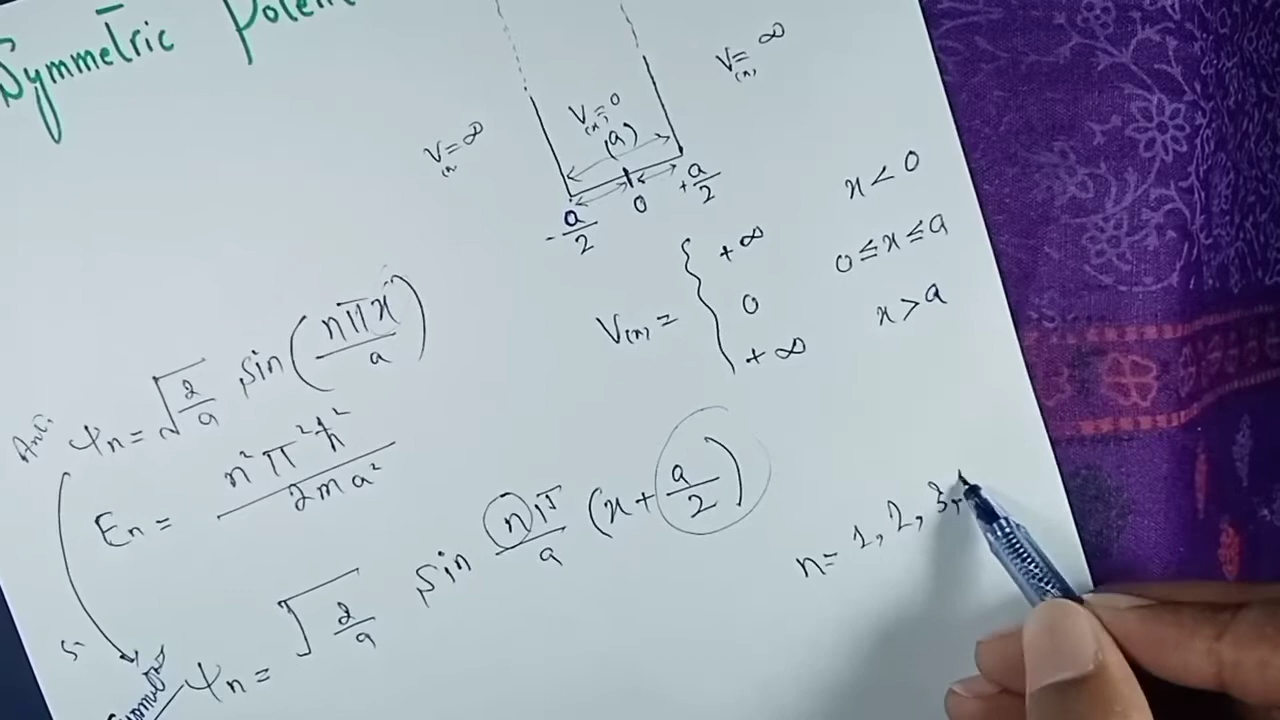 Symmetric
V(x)=∞
V(x)=0
V(x)=∞
(a)
-a/2 0 +a/2
V(x) = { +∞ x < 0
0 0 ≤ x ≤ a
+∞ x > a
Anti ψn = √(2/a) sin(nπx/a)
En = n²π²ħ²/2ma²
ψn = √(2/a) sin nπ/a (x + a/2)
n = 1, 2, 3,